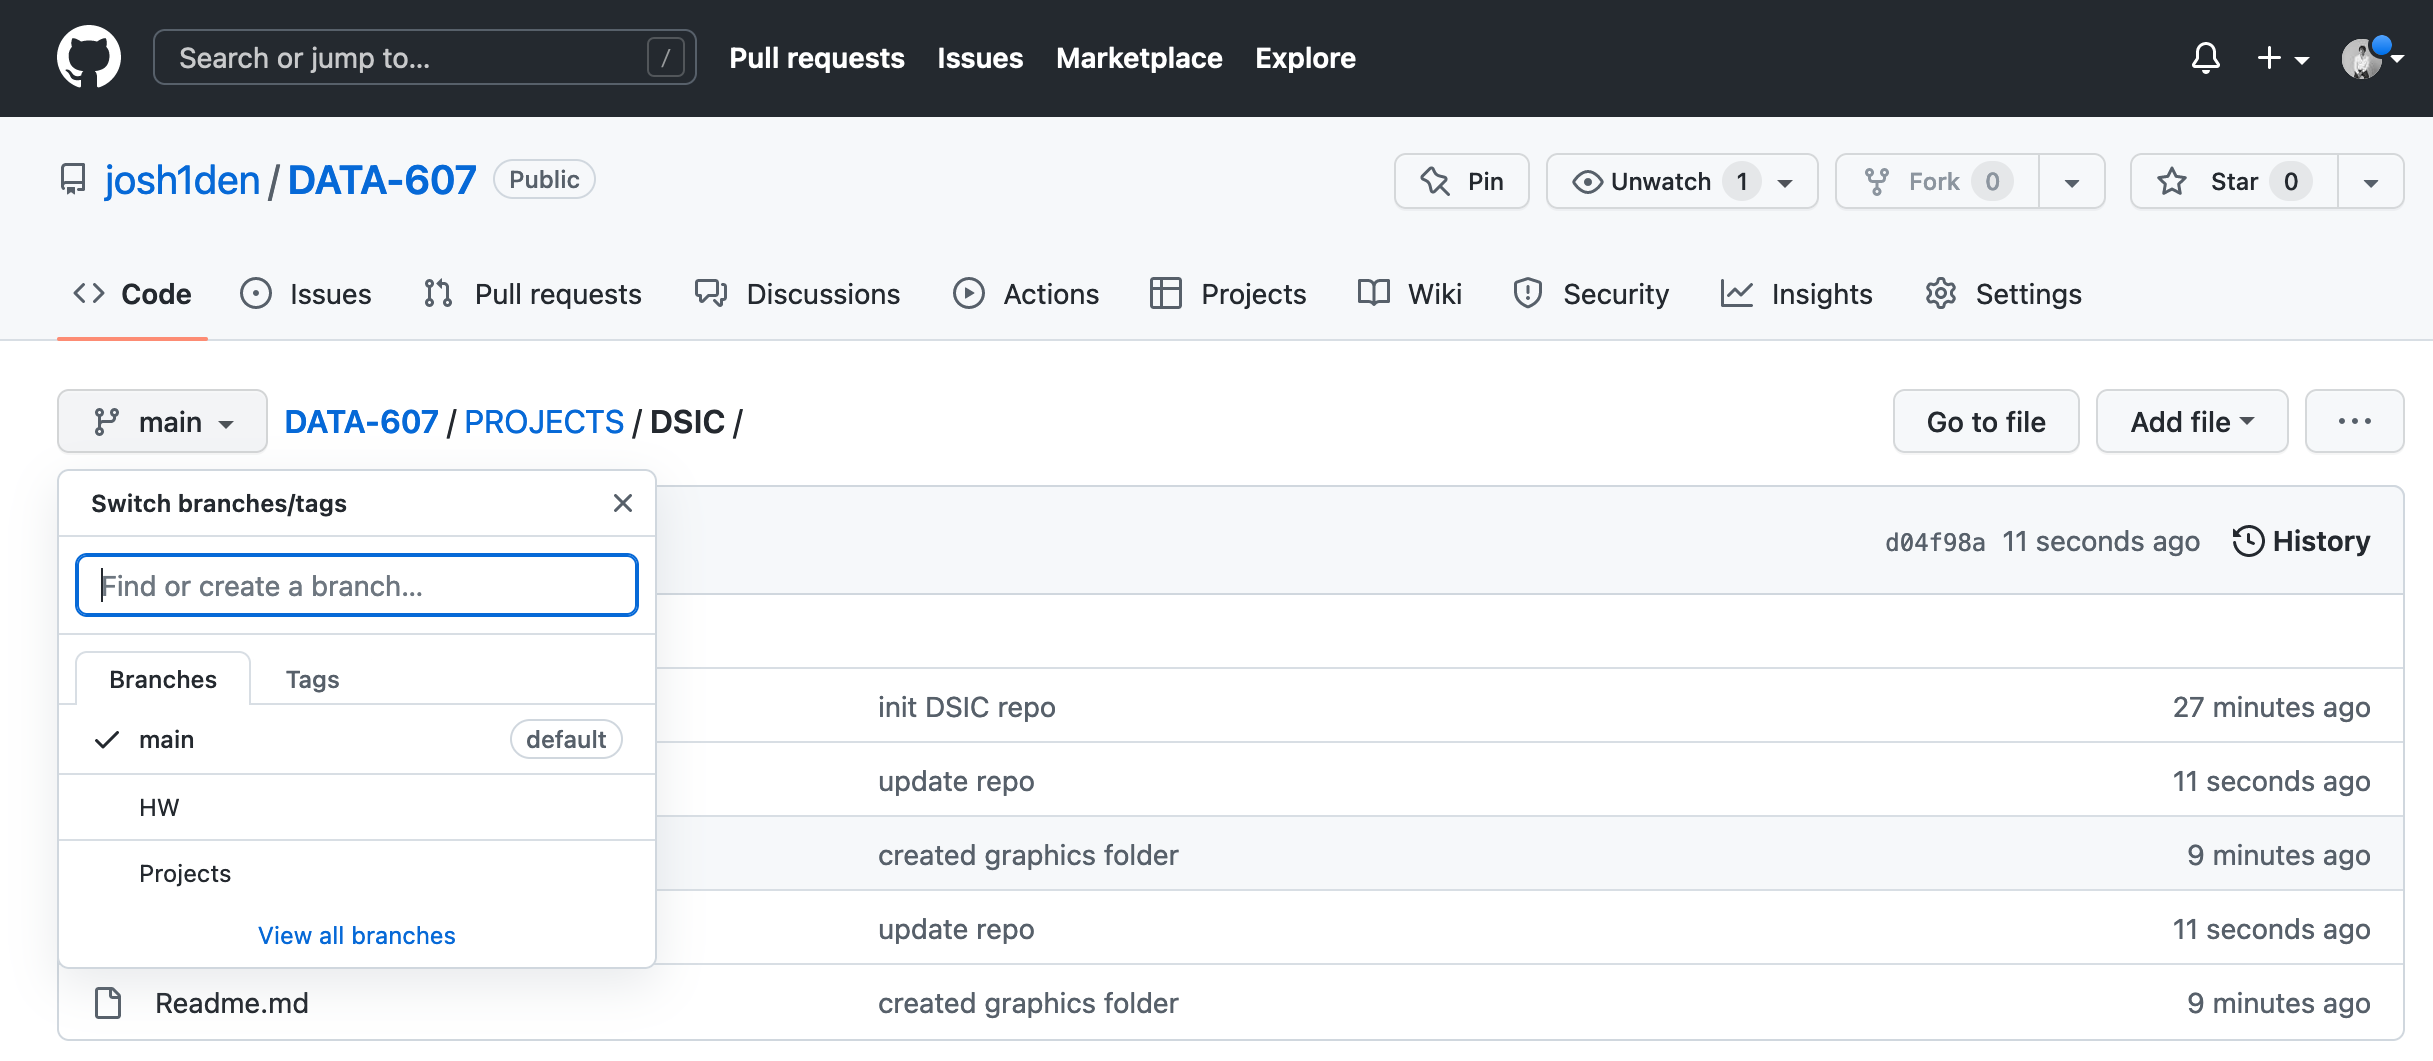 Search or jump to... / Pull requests Issues Marketplace Explore
josh1den / DATA-607 Public Pin Unwatch 1 Fork 0 Star 0
Code Issues Pull requests Discussions Actions Projects Wiki Security Insights Settings
main DATA-607 / PROJECTS / DSIC / Go to file Add file ...
Switch branches/tags
d04f98a 11 seconds ago History
Find or create a branch...
Branches Tags
init DSIC repo 27 minutes ago
main default
update repo 11 seconds ago
HW
created graphics folder 9 minutes ago
Projects
update repo 11 seconds ago
View all branches
Readme.md created graphics folder 9 minutes ago